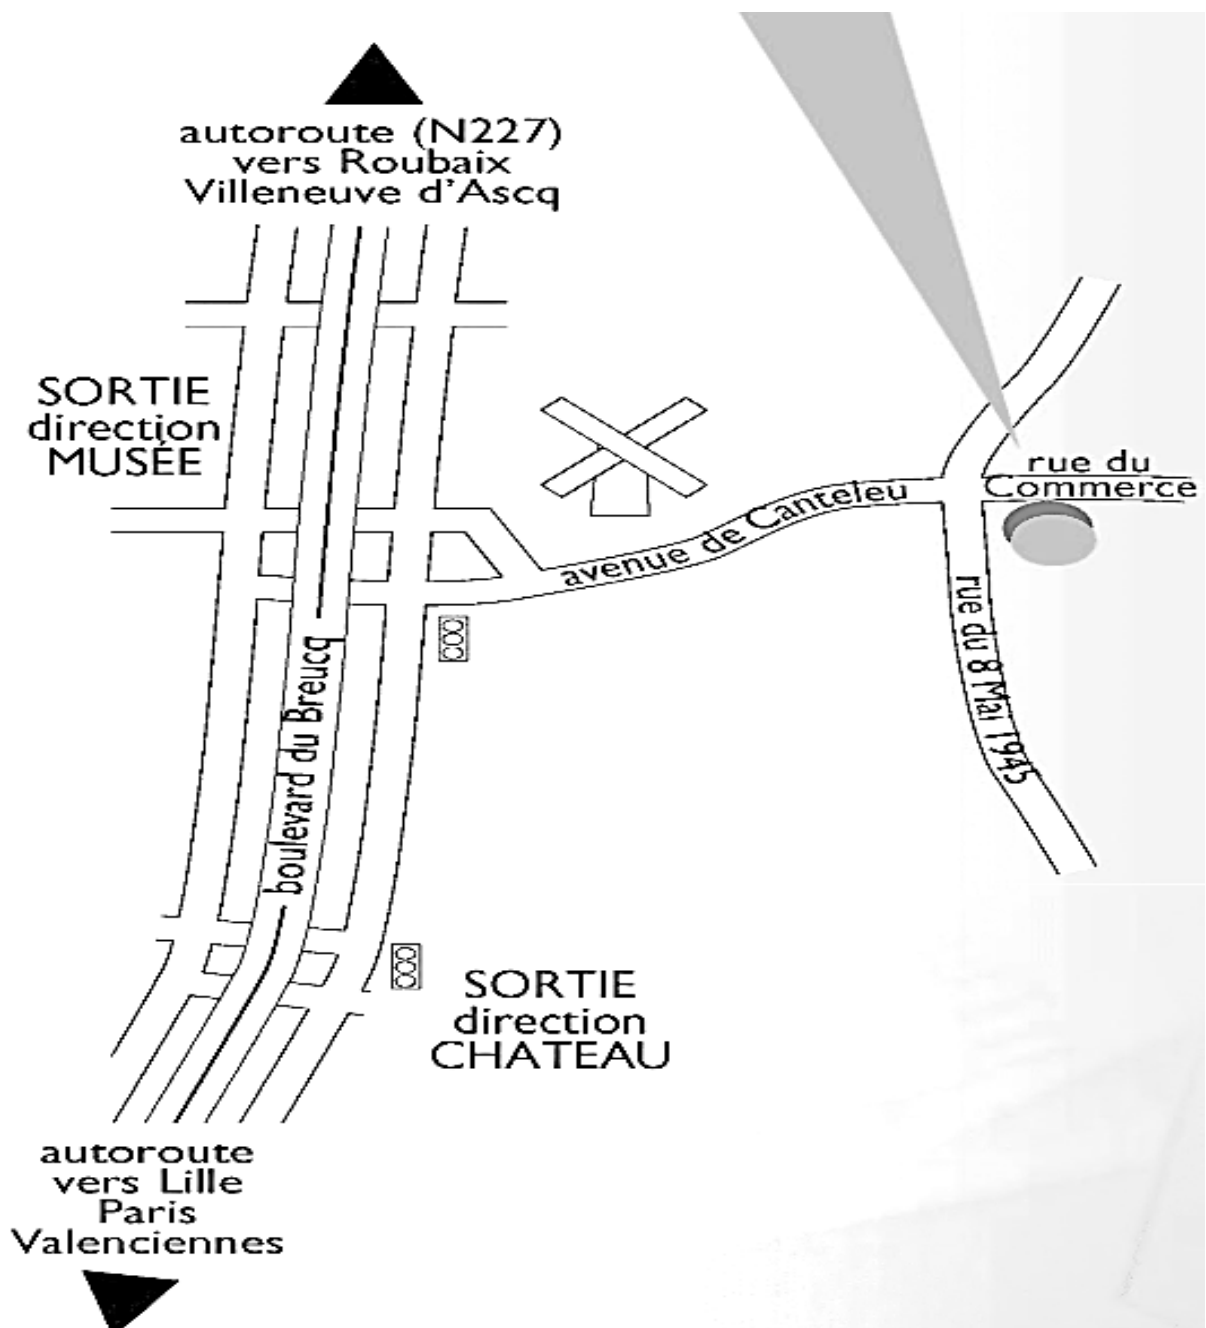 autoroute (N227)
vers Roubaix
Villeneuve d'Ascq
SORTIE
direction
MUSÉE
rue du
Commerce
avenue de Canteleu
rue du 8 Mai 1945
boulevard du Breucq
SORTIE
direction
CHATEAU
autoroute
vers Lille
Paris
Valenciennes